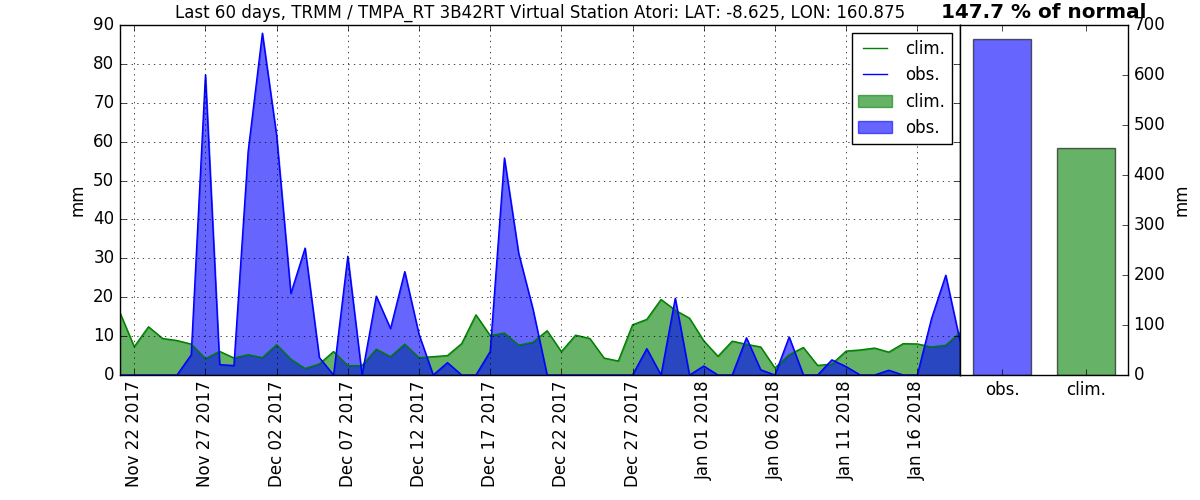 Last 60 days, TRMM / TMPA_RT 3B42RT Virtual Station Atori: LAT: -8.625, LON: 160.875
147.7 % of normal
90
80
70
60
50
40
30
20
10
0
mm
clim.
obs.
clim.
obs.
700
600
500
400
300
200
100
0
mm
obs.
clim.
Nov 22 2017
Nov 27 2017
Dec 02 2017
Dec 07 2017
Dec 12 2017
Dec 17 2017
Dec 22 2017
Dec 27 2017
Jan 01 2018
Jan 06 2018
Jan 11 2018
Jan 16 2018